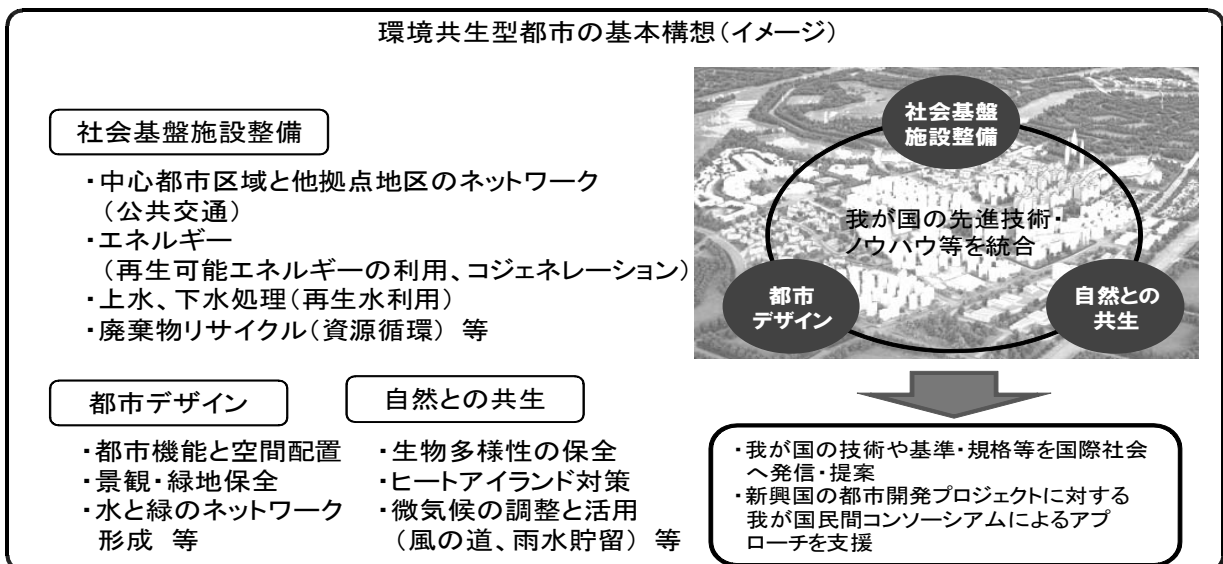 環境共生型都市の基本構想（イメージ）
社会基盤施設整備
・中心都市区域と他拠点地区のネットワーク
（公共交通）
・エネルギー
（再生可能エネルギーの利用、コジェネレーション）
・上水、下水処理（再生水利用）
・廃棄物リサイクル（資源循環） 等
都市デザイン
・都市機能と空間配置
・景観・緑地保全
・水と緑のネットワーク
形成 等
自然との共生
・生物多様性の保全
・ヒートアイランド対策
・微気候の調整と活用
（風の道、雨水貯留） 等
社会基盤
施設整備
我が国の先進技術・
ノウハウ等を統合
都市
デザイン
自然との
共生
・我が国の技術や基準・規格等を国際社会
へ発信・提案
・新興国の都市開発プロジェクトに対する
我が国民間コンソーシアムによるアプ
ローチを支援